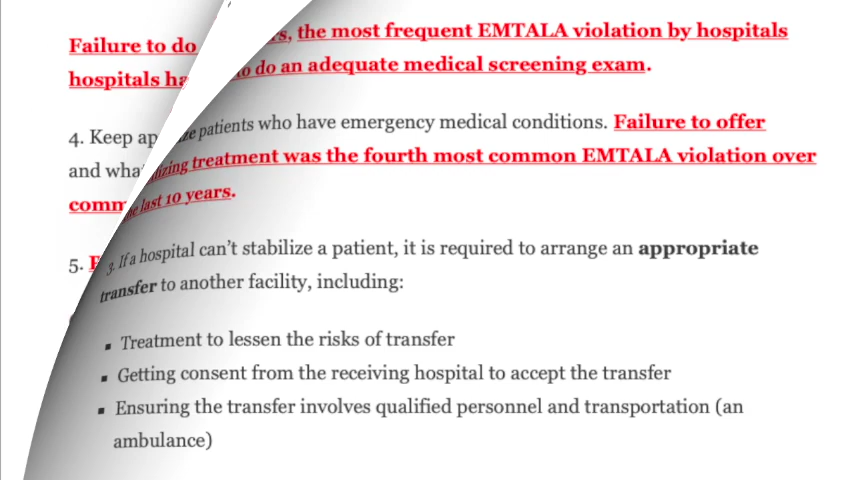 Failure to do
hospitals ha
4. Keep ap
and wha
comm
5.
rs, the most frequent EMTALA violation by hospitals
to do an adequate medical screening exam.
ze patients who have emergency medical conditions. Failure to offer
izing treatment was the fourth most common EMTALA violation over
he last 10 years.
3. If a hospital can't stabilize a patient, it is required to arrange an appropriate
transfer to another facility, including:
▪ Treatment to lessen the risks of transfer
▪ Getting consent from the receiving hospital to accept the transfer
▪ Ensuring the transfer involves qualified personnel and transportation (an
ambulance)